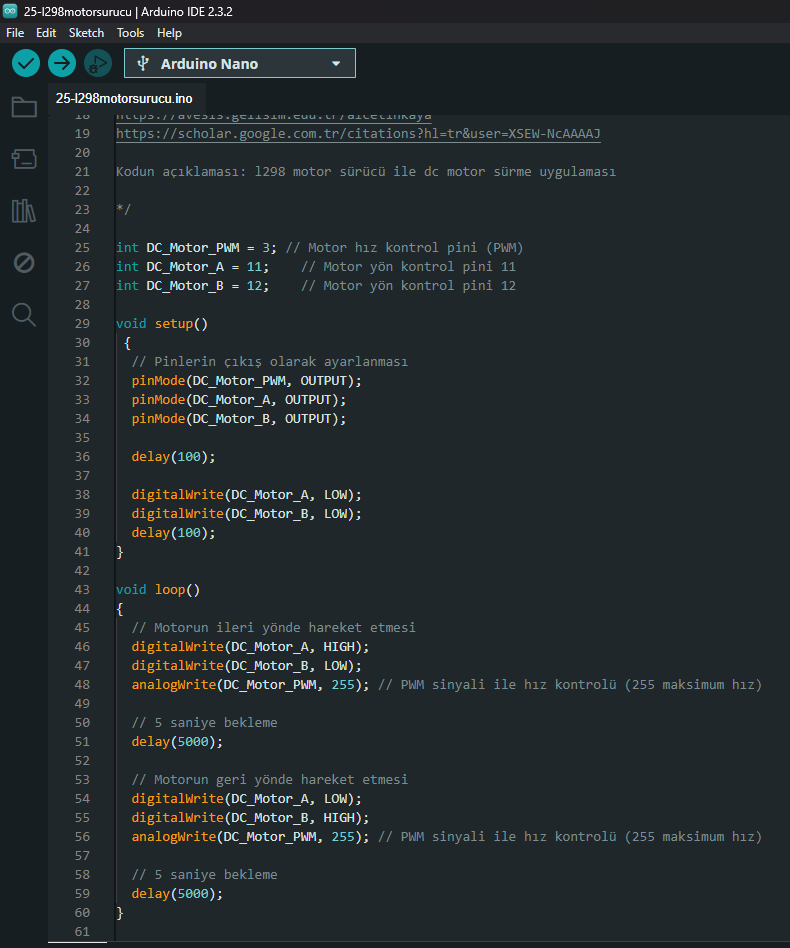 25-l298motorsurucu | Arduino IDE 2.3.2
File Edit Sketch Tools Help
Arduino Nano
25-l298motorsurucu.ino
18 https://avesis.gelisim.edu.tr/alcetinkaya
19 https://scholar.google.com.tr/citations?hl=tr&user=XSEW-NcAAAAJ
20
21 Kodun açıklaması: l298 motor sürücü ile dc motor sürme uygulaması
22
23 */
24
25 int DC_Motor_PWM = 3; // Motor hız kontrol pini (PWM)
26 int DC_Motor_A = 11;    // Motor yön kontrol pini 11
27 int DC_Motor_B = 12;    // Motor yön kontrol pini 12
28
29 void setup()
30  {
31   // Pinlerin çıkış olarak ayarlanması
32   pinMode(DC_Motor_PWM, OUTPUT);
33   pinMode(DC_Motor_A, OUTPUT);
34   pinMode(DC_Motor_B, OUTPUT);
35
36   delay(100);
37
38   digitalWrite(DC_Motor_A, LOW);
39   digitalWrite(DC_Motor_B, LOW);
40   delay(100);
41 }
42
43 void loop()
44 {
45   // Motorun ileri yönde hareket etmesi
46   digitalWrite(DC_Motor_A, HIGH);
47   digitalWrite(DC_Motor_B, LOW);
48   analogWrite(DC_Motor_PWM, 255); // PWM sinyali ile hız kontrolü (255 maksimum hız)
49
50   // 5 saniye bekleme
51   delay(5000);
52
53   // Motorun geri yönde hareket etmesi
54   digitalWrite(DC_Motor_A, LOW);
55   digitalWrite(DC_Motor_B, HIGH);
56   analogWrite(DC_Motor_PWM, 255); // PWM sinyali ile hız kontrolü (255 maksimum hız)
57
58   // 5 saniye bekleme
59   delay(5000);
60 }
61